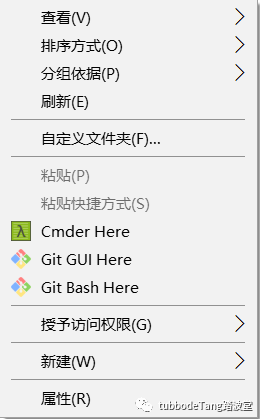 查看(V)
排序方式(O)
分组依据(P)
刷新(E)
自定义文件夹(F)...
粘贴(P)
粘贴快捷方式(S)
Cmder Here
Git GUI Here
Git Bash Here
授予访问权限(G)
新建(W)
属性(R)
tubbodeTang踏波室